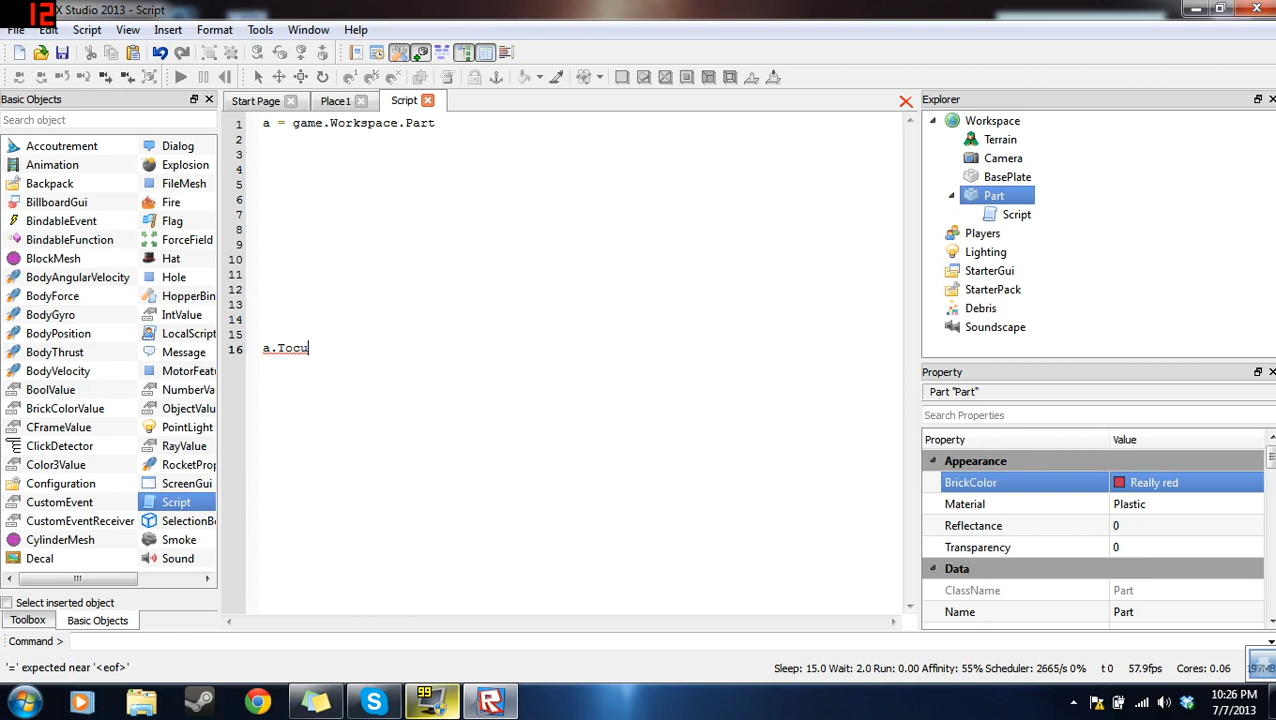 12
X Studio 2013 - Script
File Edit Script View Insert Format Tools Window Help
Basic Objects
Start Page Place1 Script
Explorer
Search object
Accoutrement Dialog
Animation Explosion
Backpack FileMesh
BillboardGui Fire
BindableEvent Flag
BindableFunction ForceField
BlockMesh Hat
BodyAngularVelocity Hole
BodyForce HopperBin
BodyGyro IntValue
BodyPosition LocalScript
BodyThrust Message
BodyVelocity MotorFeat
BoolValue NumberVa
BrickColorValue ObjectValu
CFrameValue PointLight
ClickDetector RayValue
Color3Value RocketProp
Configuration ScreenGui
CustomEvent Script
CustomEventReceiver SelectionBo
CylinderMesh Smoke
Decal Sound
Select inserted object
Toolbox Basic Objects
1 a = game.Workspace.Part
2
3
4
5
6
7
8
9
10
11
12
13
14
15
16 a.Tocu
Workspace
Terrain
Camera
BasePlate
Part
Script
Players
Lighting
StarterGui
StarterPack
Debris
Soundscape
Property
Part "Part"
Search Properties
Property Value
Appearance
BrickColor Really red
Material Plastic
Reflectance 0
Transparency 0
Data
ClassName Part
Name Part
Command >
'=' expected near '<eof>'
Sleep: 15.0 Wait: 2.0 Run: 0.00 Affinity: 55% Scheduler: 2665/s 0% t 0 57.9fps Cores: 0.06
197MB
99
10:26 PM
7/7/2013